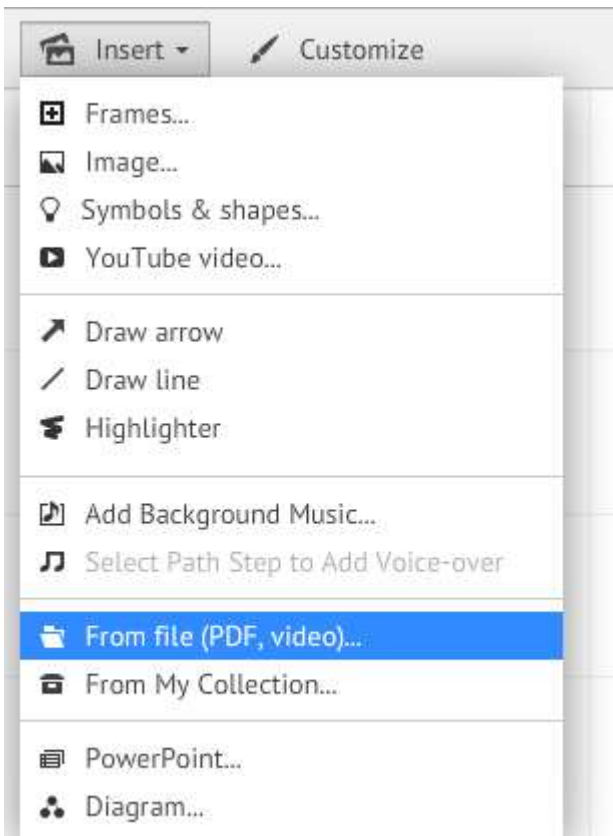 Insert
Customize
Frames...
Image...
Symbols & shapes...
YouTube video...
Draw arrow
Draw line
Highlighter
Add Background Music...
Select Path Step to Add Voice-over
From file (PDF, video)...
From My Collection...
PowerPoint...
Diagram...